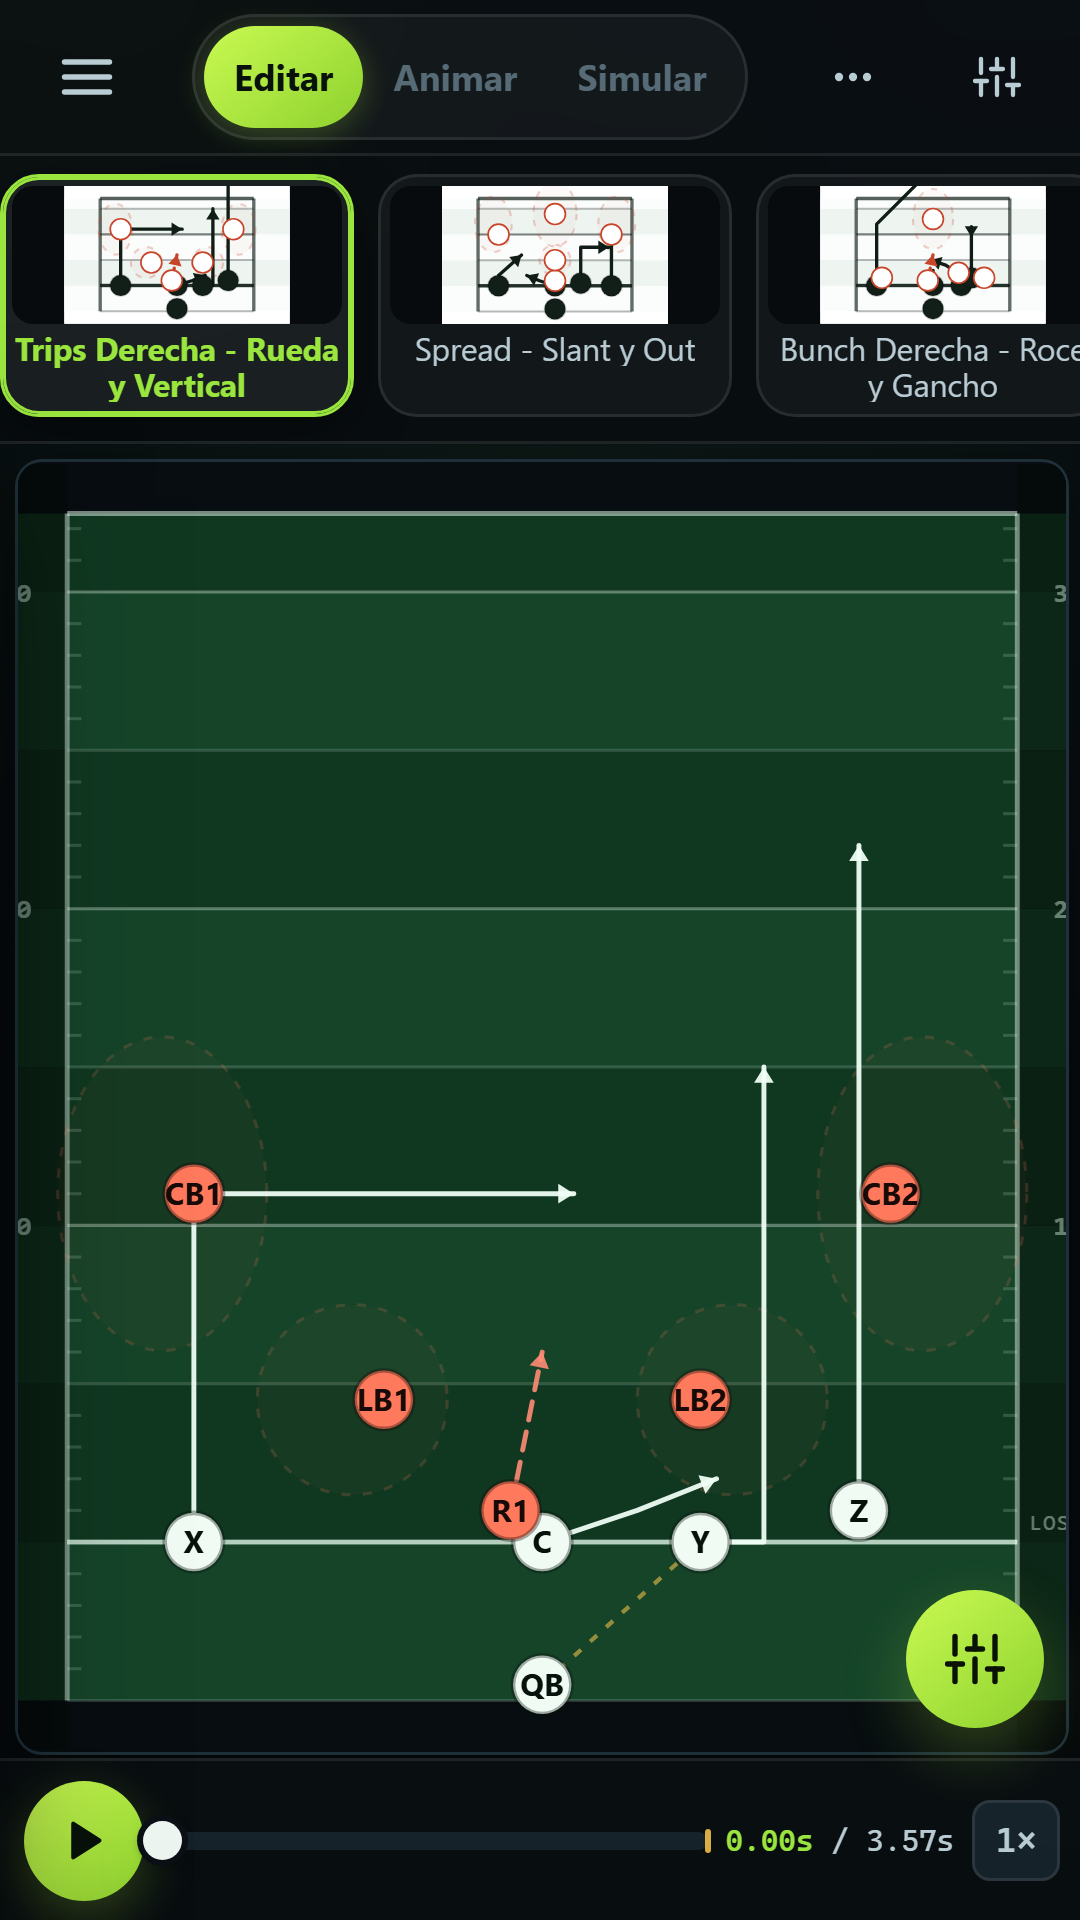 Editar Animar Simular
Trips Derecha - Rueda
y Vertical
Spread - Slant y Out
Bunch Derecha - Roce
y Gancho
0 3
0 2
CB1 CB2
0 1
LB1 LB2
R1 Z
LOS
X C Y
QB
0.00s / 3.57s 1×